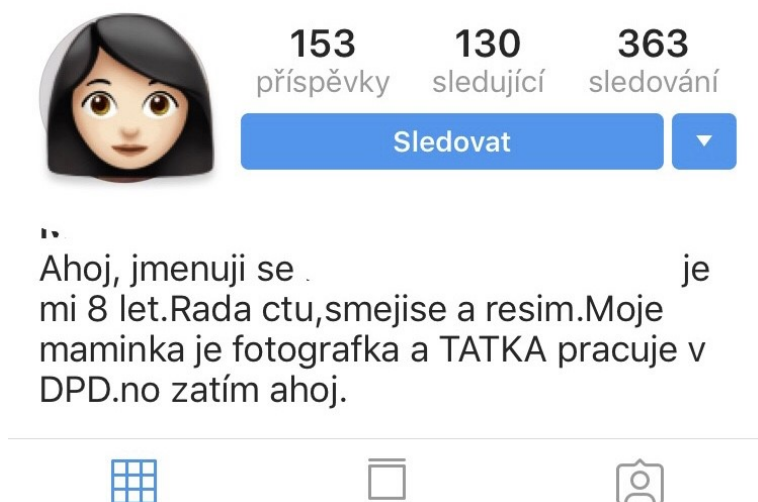 153 130 363
příspěvky sledující sledování
Sledovat
Ahoj, jmenuji se je
mi 8 let.Rada ctu,smejise a resim.Moje
maminka je fotografka a TATKA pracuje v
DPD.no zatím ahoj.